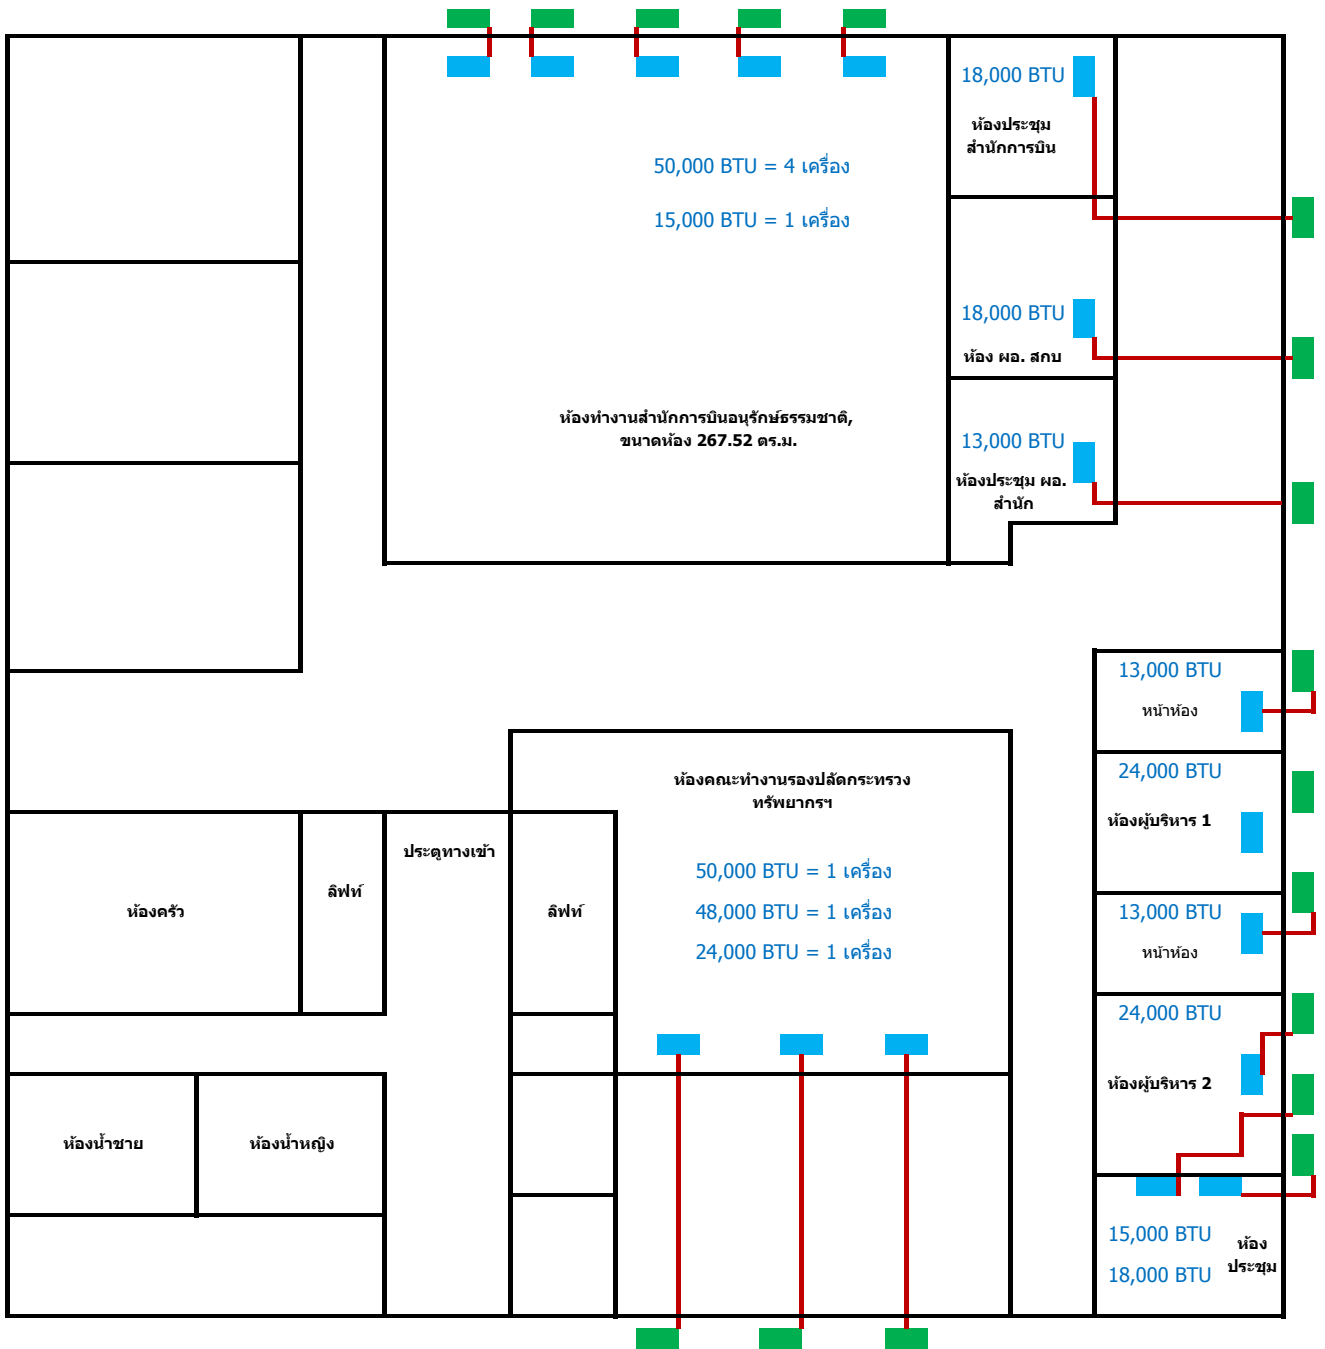 18,000 BTU
ห้องประชุม
สำนักการบิน
50,000 BTU = 4 เครื่อง
15,000 BTU = 1 เครื่อง
18,000 BTU
ห้อง ผอ. สกบ
ห้องทำงานสำนักการบินอนุรักษ์ธรรมชาติ,
ขนาดห้อง 267.52 ตร.ม.
13,000 BTU
ห้องประชุม ผอ.
สำนัก
13,000 BTU
หน้าห้อง
24,000 BTU
ห้องผู้บริหาร 1
13,000 BTU
หน้าห้อง
24,000 BTU
ห้องผู้บริหาร 2
15,000 BTU
18,000 BTU
ห้อง
ประชุม
ห้องคณะทำงานรองปลัดกระทรวง
ทรัพยากรฯ
50,000 BTU = 1 เครื่อง
48,000 BTU = 1 เครื่อง
24,000 BTU = 1 เครื่อง
ห้องครัว
ลิฟท์
ประตูทางเข้า
ลิฟท์
ห้องน้ำชาย
ห้องน้ำหญิง